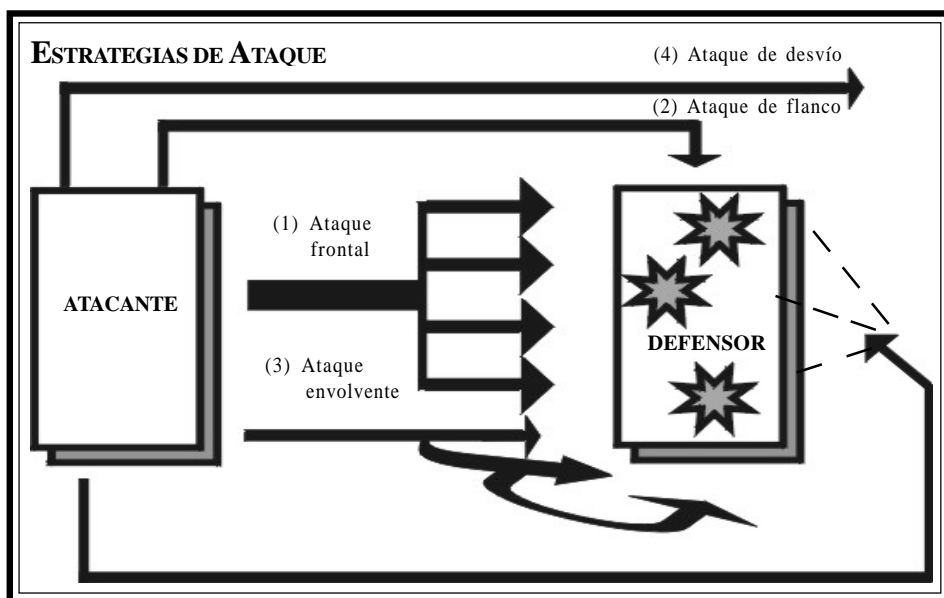 ESTRATEGIAS DE ATAQUE
(4) Ataque de desvío
(2) Ataque de flanco
(1) Ataque
frontal
ATACANTE
DEFENSOR
(3) Ataque
envolvente